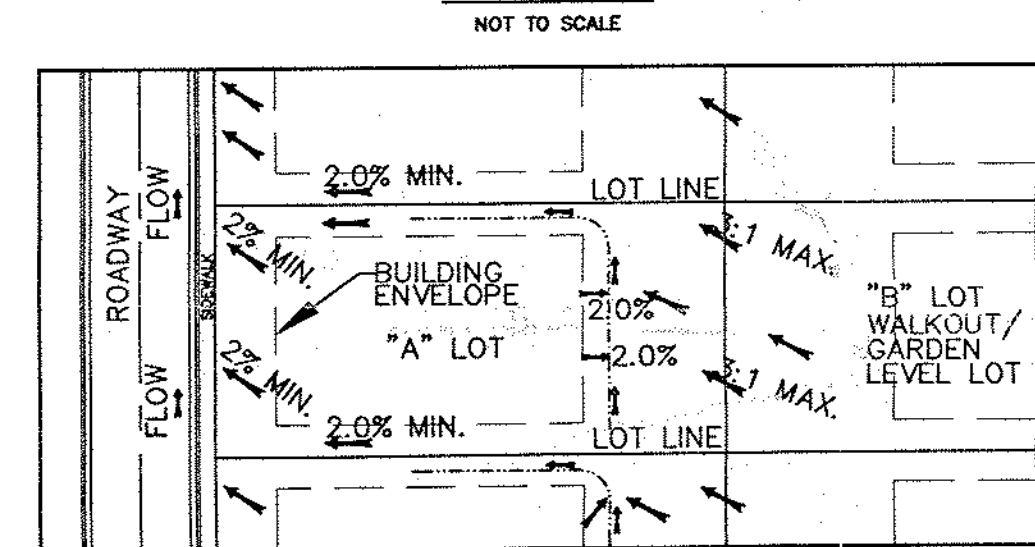 NOT TO SCALE
2.0% MIN.
LOT LINE
ROADWAY
FLOW
SIDEWALK
2% MIN.
3:1 MAX.
BUILDING
ENVELOPE
"A" LOT
2.0%
2.0%
"B" LOT
WALKOUT/
GARDEN
LEVEL LOT
FLOW
2% MIN.
3:1 MAX.
2.0% MIN.
LOT LINE